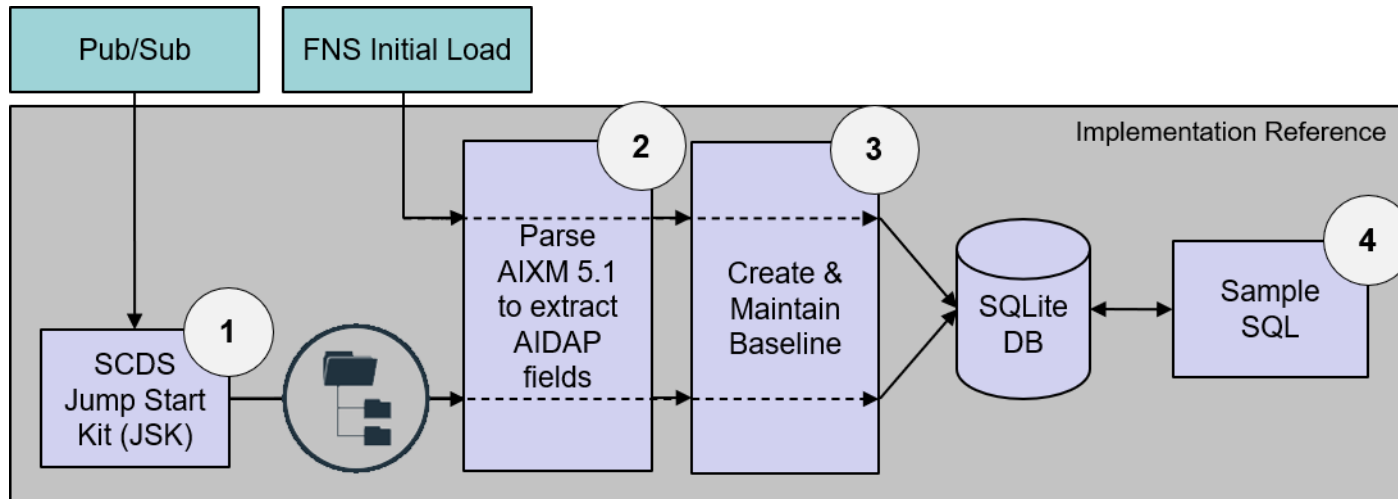 Pub/Sub
FNS Initial Load
Implementation Reference
1
SCDS
Jump Start
Kit (JSK)
2
Parse
AIXM 5.1
to extract
AIDAP
fields
3
Create &
Maintain
Baseline
SQLite
DB
4
Sample
SQL